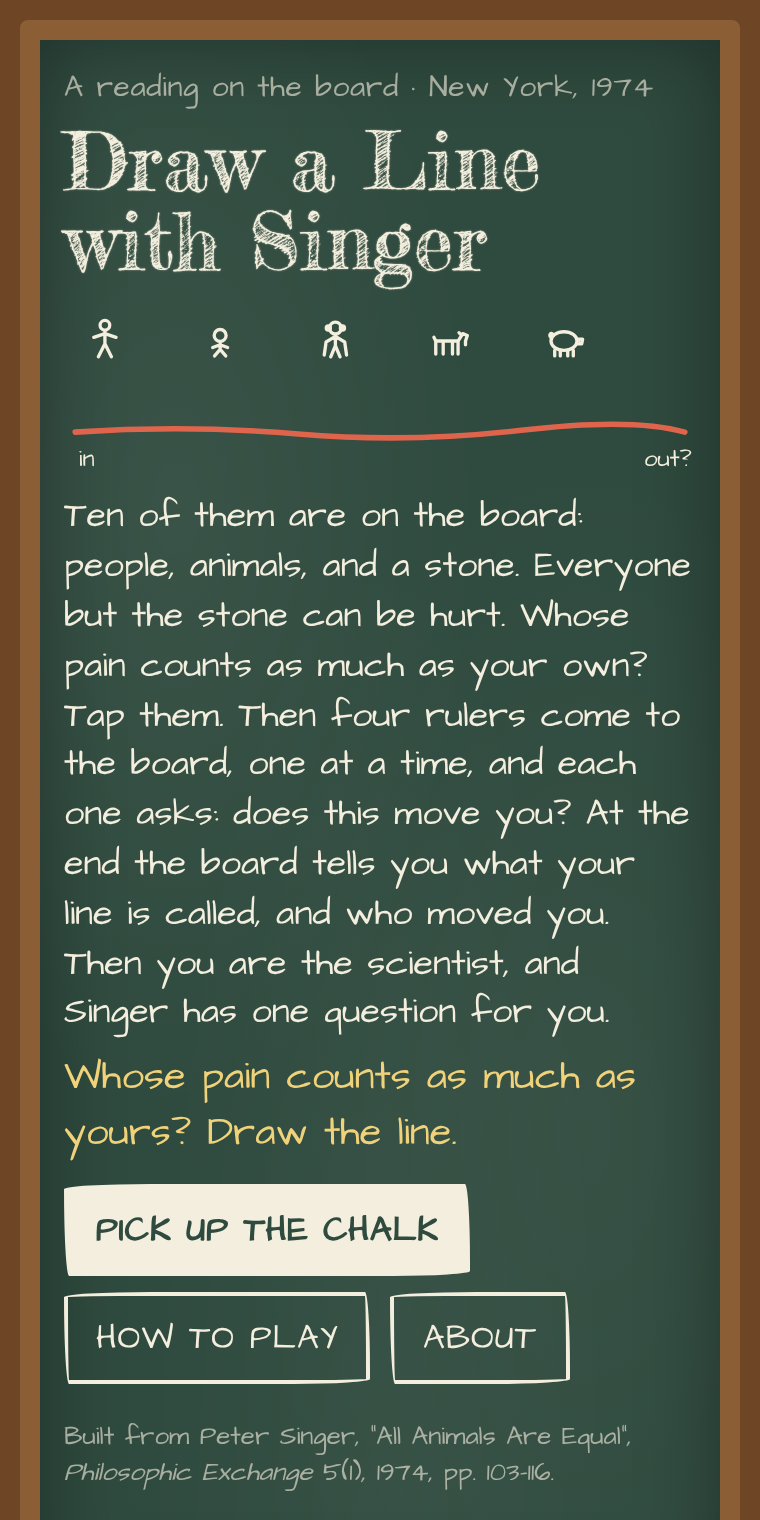 A reading on the board · New York, 1974
Draw a Line
with Singer
in
out?
Ten of them are on the board:
people, animals, and a stone. Everyone
but the stone can be hurt. Whose
pain counts as much as your own?
Tap them. Then four rulers come to
the board, one at a time, and each
one asks: does this move you? At the
end the board tells you what your
line is called, and who moved you.
Then you are the scientist, and
Singer has one question for you.
Whose pain counts as much as
yours? Draw the line.
PICK UP THE CHALK
HOW TO PLAY
ABOUT
Built from Peter Singer, "All Animals Are Equal",
Philosophic Exchange 5(1), 1974, pp. 103-116.